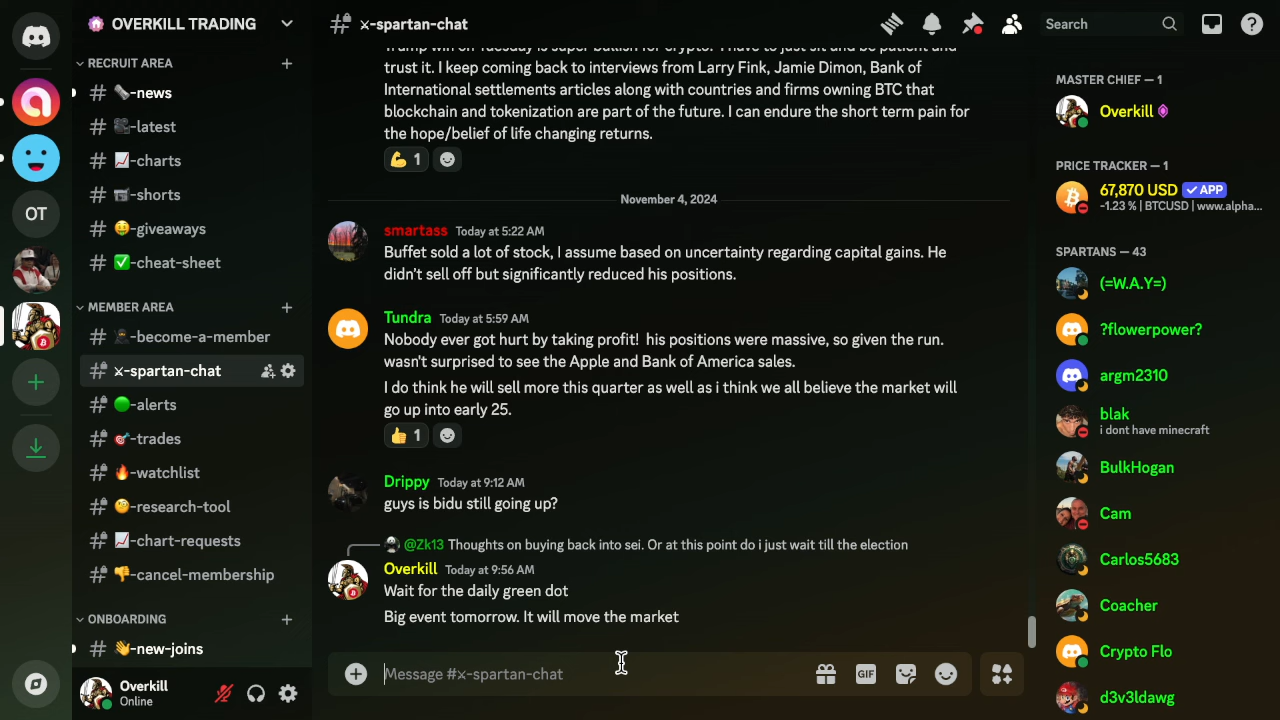 OVERKILL TRADING
RECRUIT AREA
-news
-latest
-charts
-shorts
-giveaways
-cheat-sheet
MEMBER AREA
-become-a-member
-spartan-chat
-alerts
-trades
-watchlist
-research-tool
-chart-requests
-cancel-membership
ONBOARDING
-new-joins
Overkill
Online
OT
-spartan-chat
Search
Trump win on Tuesday is super bullish for crypto. I have to just sit and be patient and
trust it. I keep coming back to interviews from Larry Fink, Jamie Dimon, Bank of
International settlements articles along with countries and firms owning BTC that
blockchain and tokenization are part of the future. I can endure the short term pain for
the hope/belief of life changing returns.
1
November 4, 2024
smartass Today at 5:22 AM
Buffet sold a lot of stock, I assume based on uncertainty regarding capital gains. He
didn't sell off but significantly reduced his positions.
Tundra Today at 5:59 AM
Nobody ever got hurt by taking profit! his positions were massive, so given the run.
wasn't surprised to see the Apple and Bank of America sales.
I do think he will sell more this quarter as well as i think we all believe the market will
go up into early 25.
1
Drippy Today at 9:12 AM
guys is bidu still going up?
@Zk13 Thoughts on buying back into sei. Or at this point do i just wait till the election
Overkill Today at 9:56 AM
Wait for the daily green dot
Big event tomorrow. It will move the market
Message #⚔-spartan-chat
GIF
MASTER CHIEF — 1
Overkill
PRICE TRACKER — 1
67,870 USD ✓ APP
-1.23 % | BTCUSD | www.alpha...
SPARTANS — 43
(=W.A.Y=)
?flowerpower?
argm2310
blak
i dont have minecraft
BulkHogan
Cam
Carlos5683
Coacher
Crypto Flo
d3v3ldawg